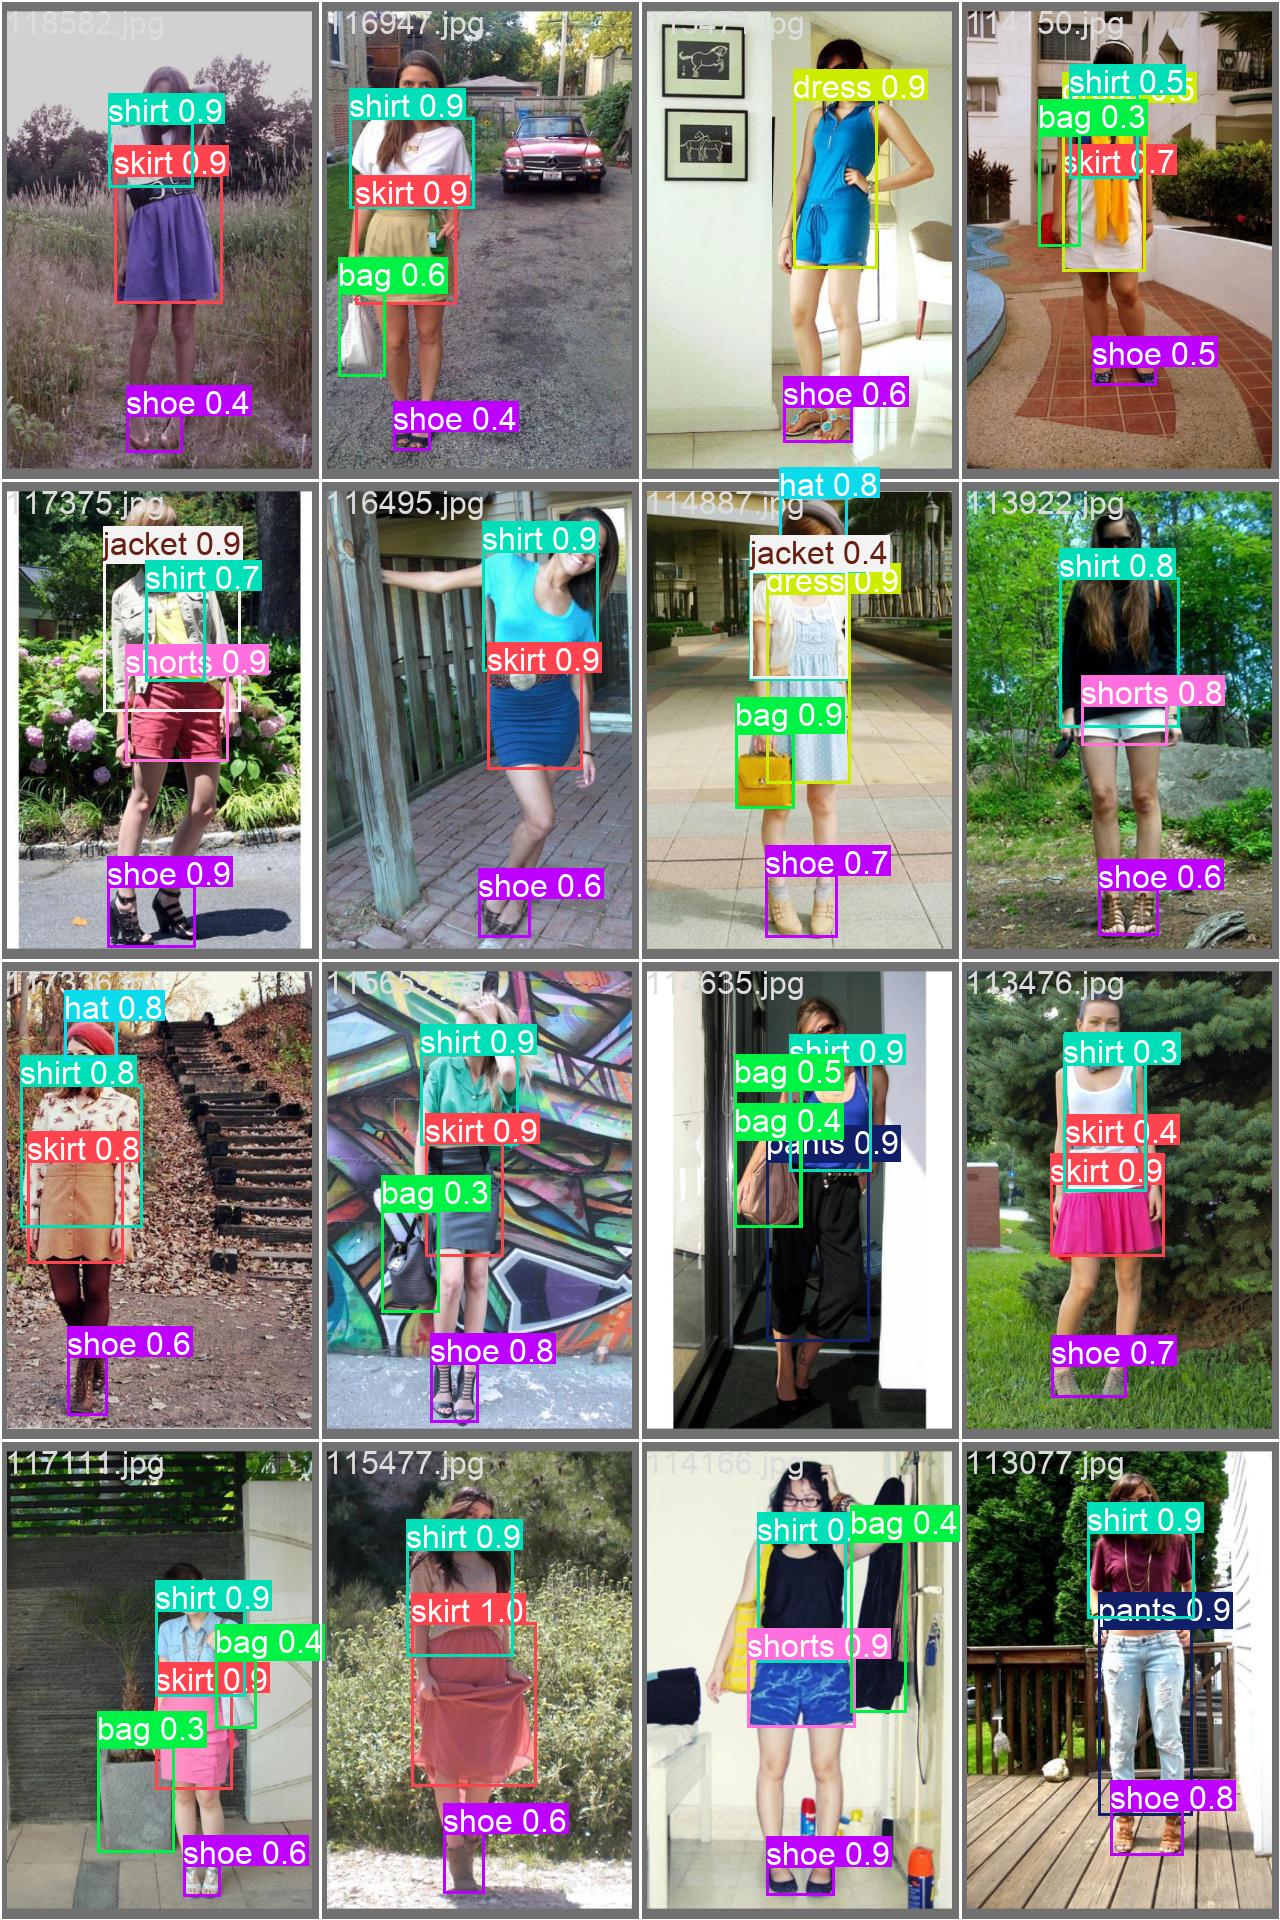 118582.jpg
shirt 0.9
skirt 0.9
shoe 0.4
116947.jpg
shirt 0.9
skirt 0.9
bag 0.6
shoe 0.4
115471.jpg
dress 0.9
shoe 0.6
114150.jpg
shirt 0.5
bag 0.3
skirt 0.7
shoe 0.5
117375.jpg
jacket 0.9
shirt 0.7
shorts 0.9
shoe 0.9
116495.jpg
shirt 0.9
skirt 0.9
shoe 0.6
114887.jpg
hat 0.8
jacket 0.4
dress 0.9
bag 0.9
shoe 0.7
113922.jpg
shirt 0.8
shorts 0.8
shoe 0.6
117336.jpg
hat 0.8
shirt 0.8
skirt 0.8
shoe 0.6
115659.jpg
shirt 0.9
skirt 0.9
bag 0.3
shoe 0.8
114635.jpg
shirt 0.9
bag 0.5
bag 0.4
pants 0.9
113476.jpg
shirt 0.3
skirt 0.4
skirt 0.9
shoe 0.7
117111.jpg
shirt 0.9
bag 0.4
skirt 0.9
bag 0.3
shoe 0.6
115477.jpg
shirt 0.9
skirt 1.0
shoe 0.6
114166.jpg
shirt 0.
bag 0.4
shorts 0.9
shoe 0.9
113077.jpg
shirt 0.9
pants 0.9
shoe 0.8